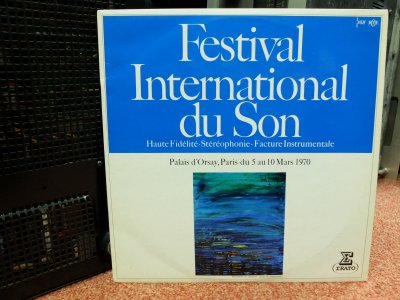 Festival
International
du Son
Haute Fidélité-Stéréophonie-Facture Instrumentale
Palais d'Orsay, Paris-du 5 au 10 Mars 1970
ERATO